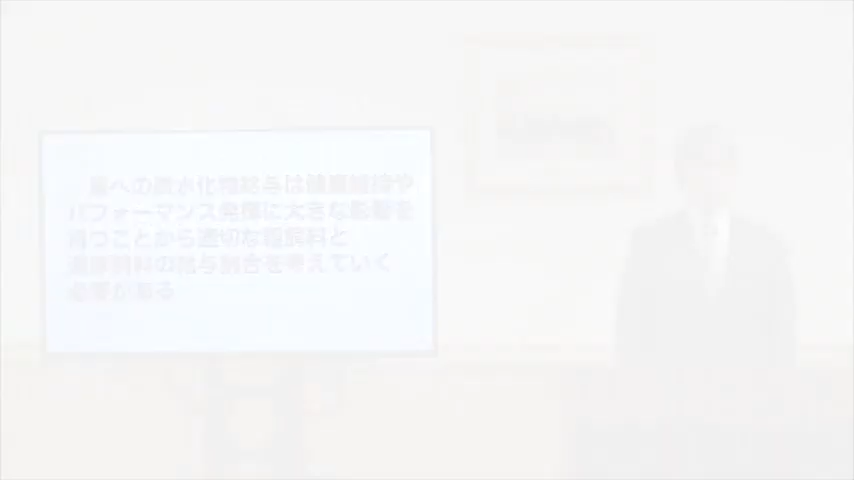 馬への炭水化物給与は健康維持や
パフォーマンス発揮に大きな影響を
持つことから適切な粗飼料と
濃厚飼料の給与割合を考えていく
必要がある